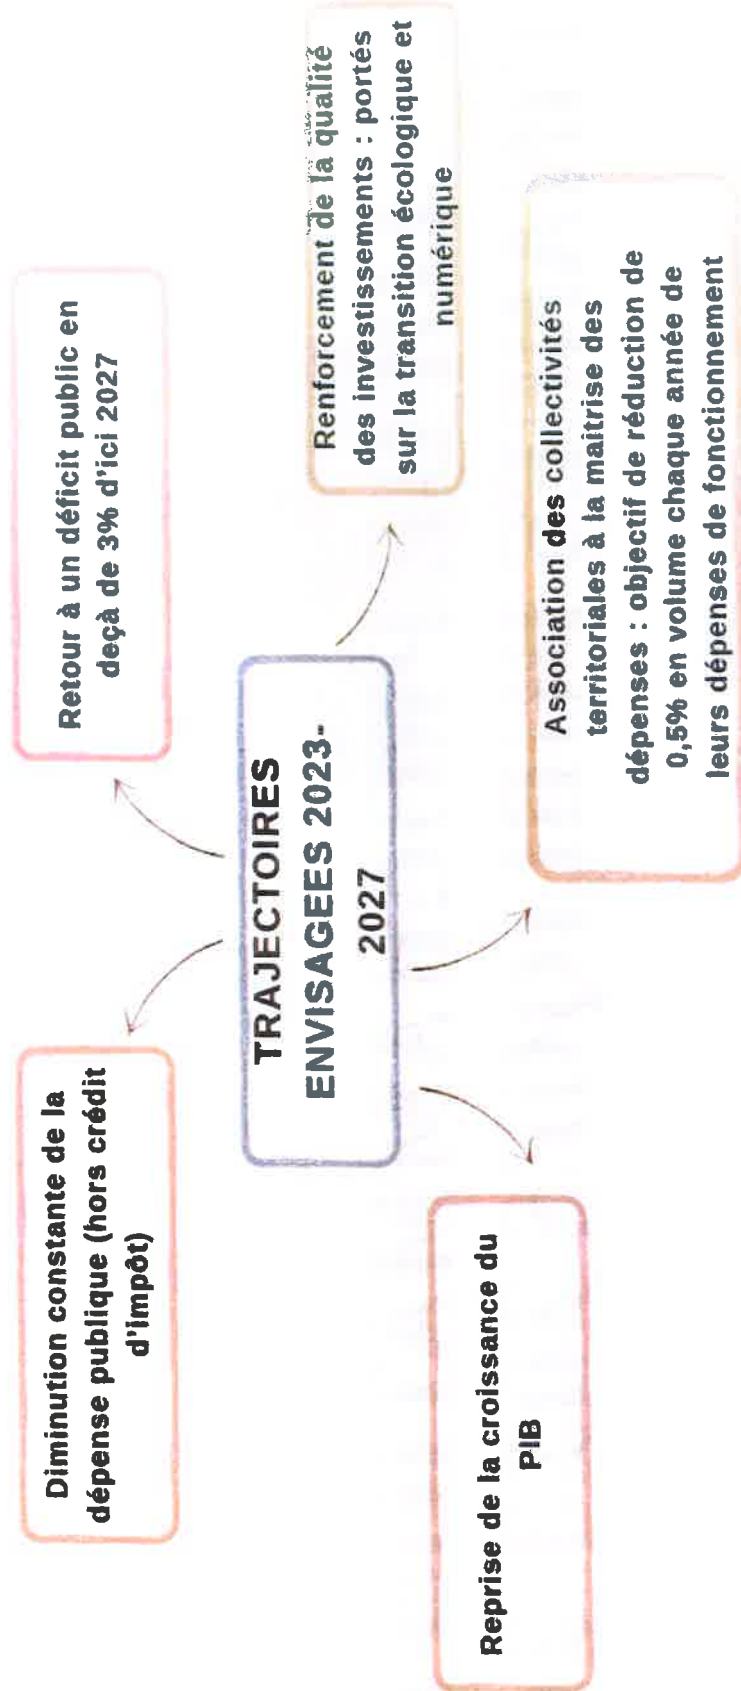 Diminution constante de la
dépense publique (hors crédit
d'impôt)
Retour à un déficit public en
deçà de 3% d'ici 2027
TRAJECTOIRES
ENVISAGEES 2023-
2027
Renforcement de la qualité
des investissements : portés
sur la transition écologique et
numérique
Reprise de la croissance du
PIB
Association des collectivités
territoriales à la maitrise des
dépenses : objectif de réduction de
0,5% en volume chaque année de
leurs dépenses de fonctionnement